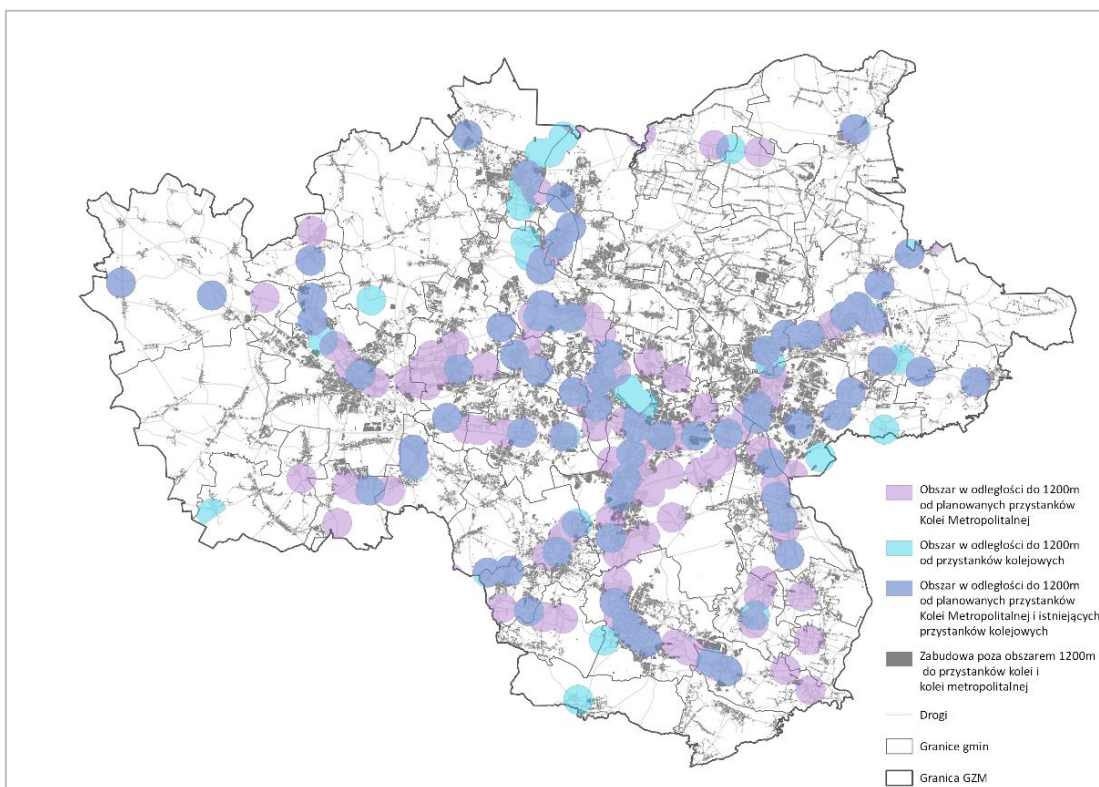 Obszar w odległości do 1200m
od planowanych przystanków
Kolei Metropolitalnej
Obszar w odległości do 1200m
od przystanków kolejowych
Obszar w odległości do 1200m
od planowanych przystanków
Kolei Metropolitalnej i istniejących
przystanków kolejowych
Zabudowa poza obszarem 1200m
do przystanków kolei i
kolei metropolitalnej
Drogi
Granice gmin
Granica GZM